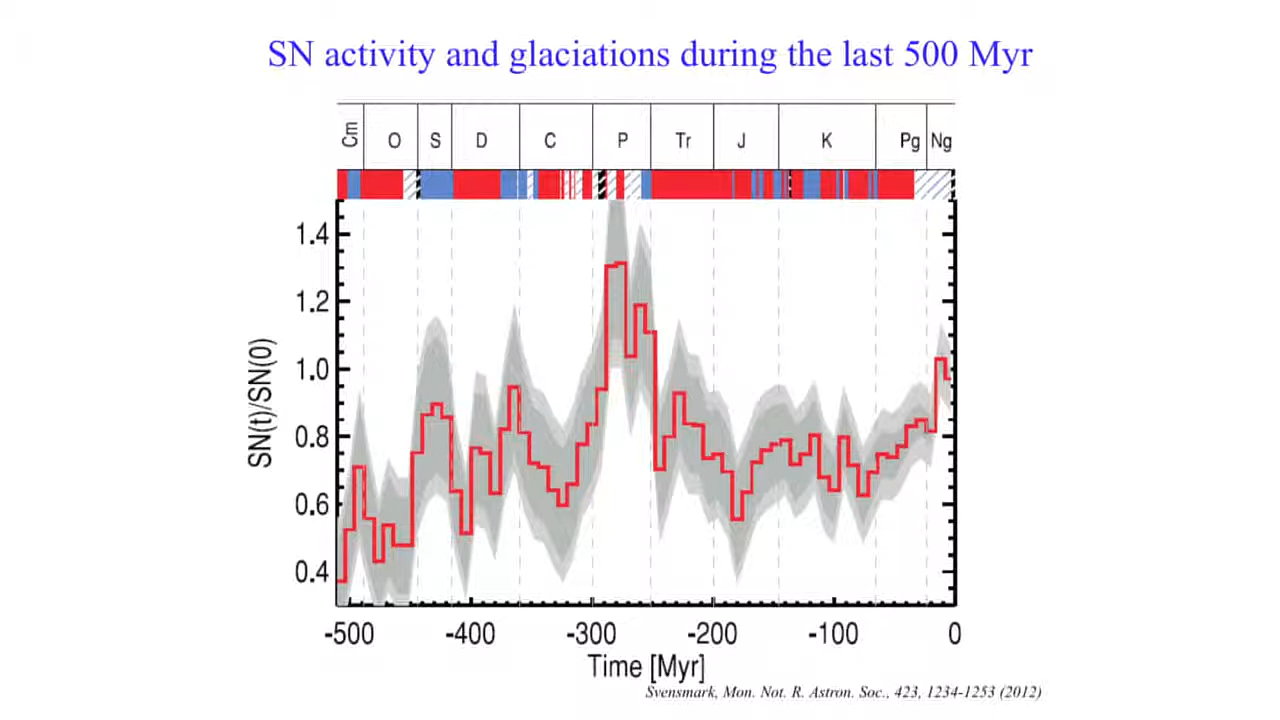 SN activity and glaciations during the last 500 Myr
Cm O S D C P Tr J K Pg Ng
1.4
1.2
1.0
0.8
0.6
0.4
SN(t)/SN(0)
-500 -400 -300 -200 -100 0
Time [Myr]
Svensmark, Mon. Not. R. Astron. Soc., 423, 1234-1253 (2012)